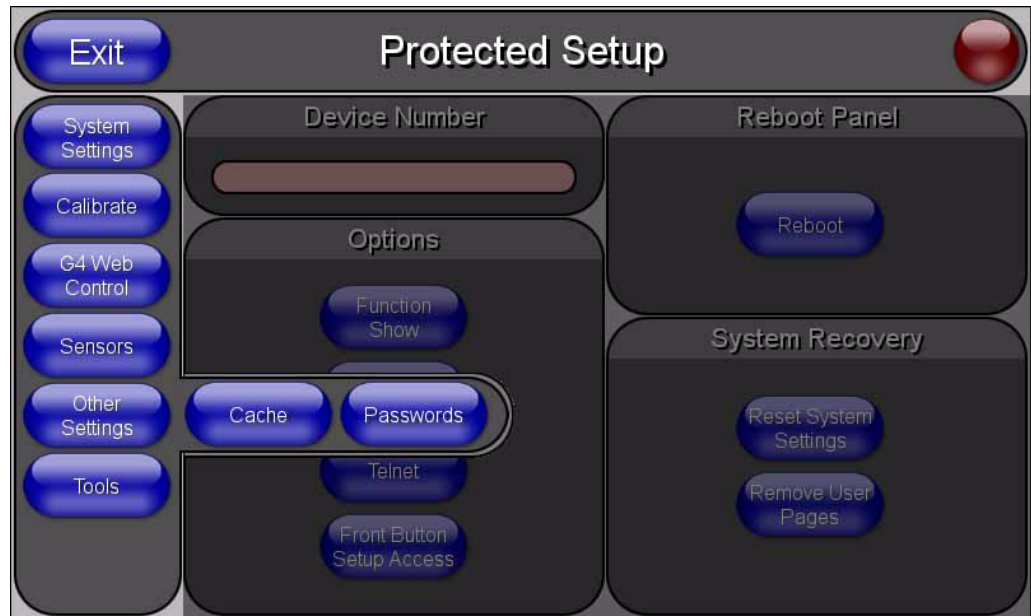 Exit
Protected Setup
System
Settings
Calibrate
G4 Web
Control
Sensors
Other
Settings
Tools
Cache
Passwords
Device Number
Options
Function
Show
Telnet
Front Button
Setup Access
Reboot Panel
Reboot
System Recovery
Reset System
Settings
Remove User
Pages